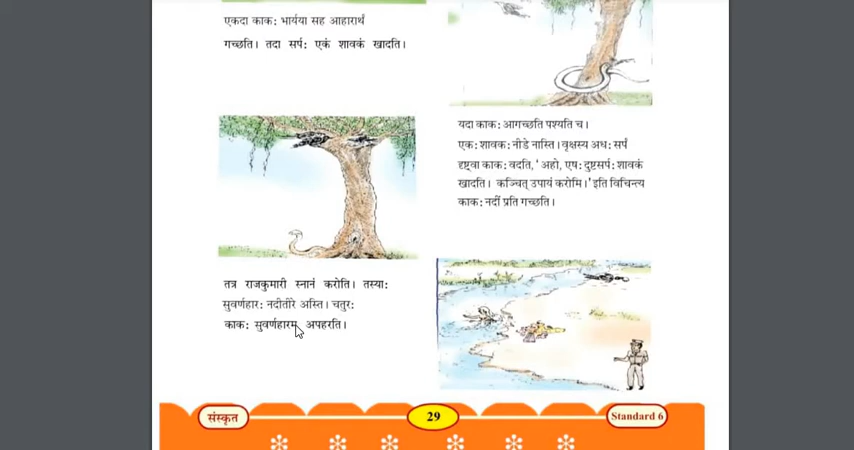 एकदा काक: भार्यया सह आहारार्थं
गच्छति। तदा सर्प: एकं शावकं खादति।
यदा काक: आगच्छति पश्यति च।
एक: शावक: नीडे नास्ति। वृक्षस्य अध: सर्पं
दृष्ट्वा काक: वदति, 'अहो, एष: दुष्टसर्प: शावकं
खादति। कञ्चित् उपायं करोमि।' इति विचिन्त्य
काक: नदीं प्रति गच्छति।
तत्र राजकुमारी स्नानं करोति। तस्या:
सुवर्णहार: नदीतीरे अस्ति। चतुर:
काक: सुवर्णहारम् अपहरति।
संस्कृत
29
Standard 6